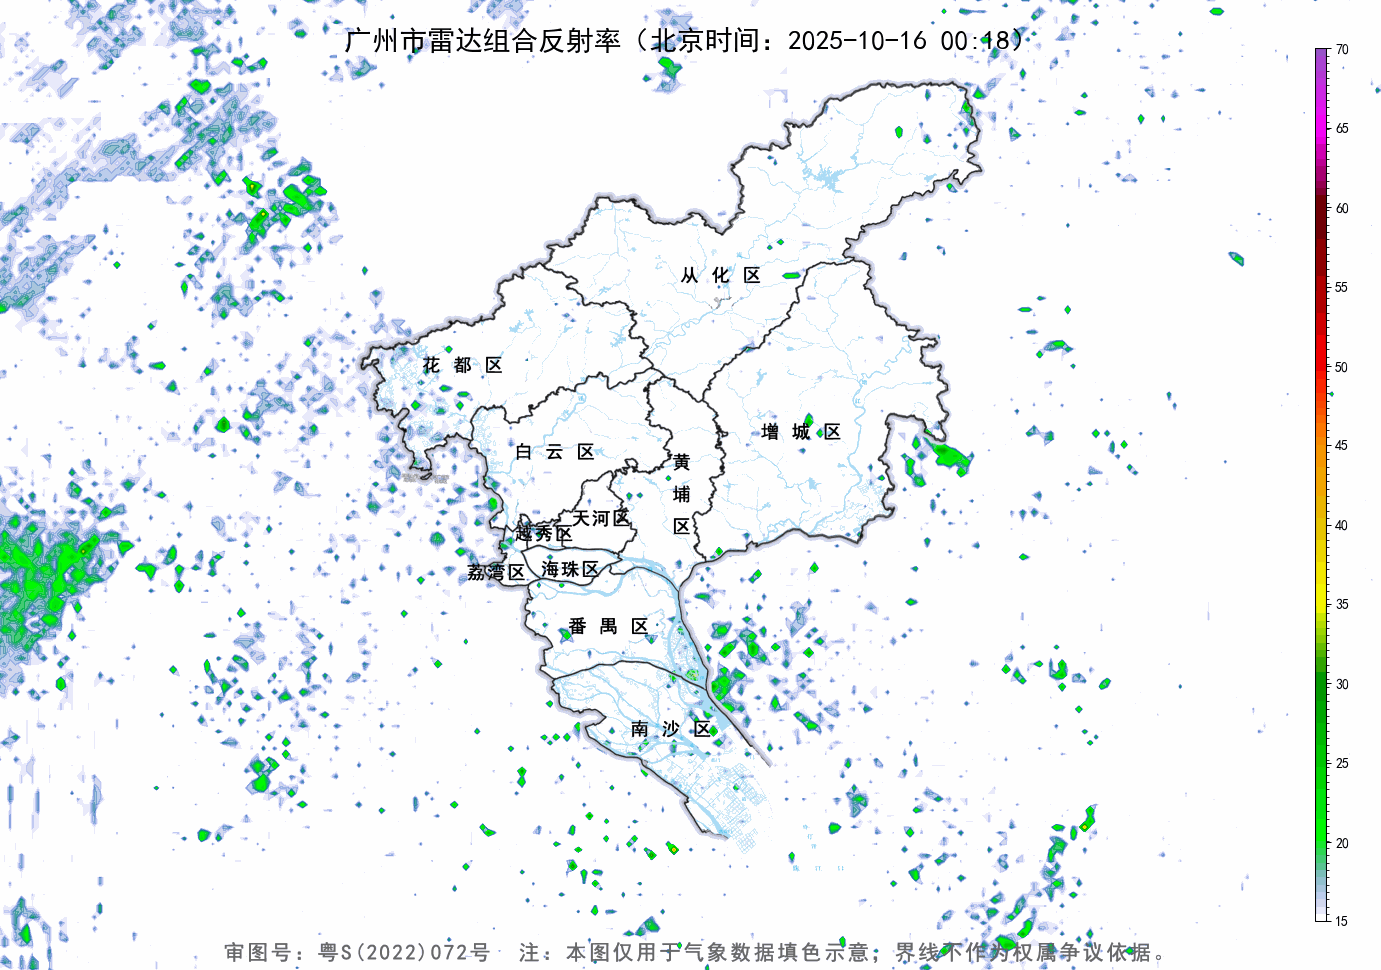 广州市雷达组合反射率（北京时间：2025-10-16 00:18）
70
65
60
55
50
45
40
35
30
25
20
15
从化区
花都区
增城区
白云区
黄埔区
天河区
越秀区
海珠区
荔湾区
番禺区
南沙区
审图号：粤S(2022)072号 注：本图仅用于气象数据填色示意；界线不作为权属争议依据。